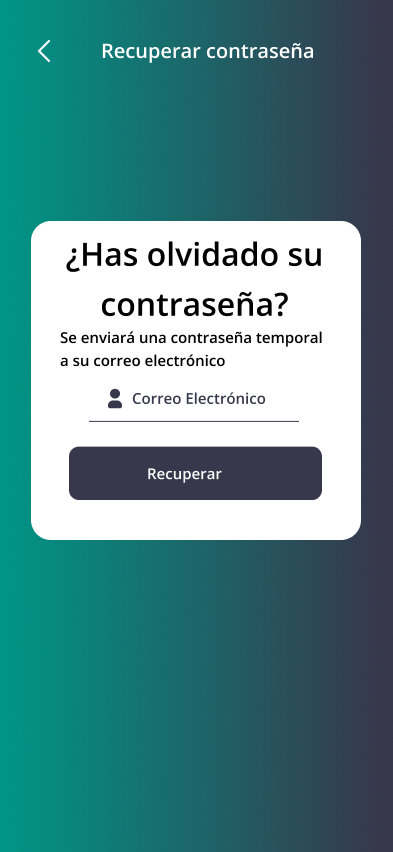 Recuperar contraseña
¿Has olvidado su
contraseña?
Se enviará una contraseña temporal
a su correo electrónico
Correo Electrónico
Recuperar